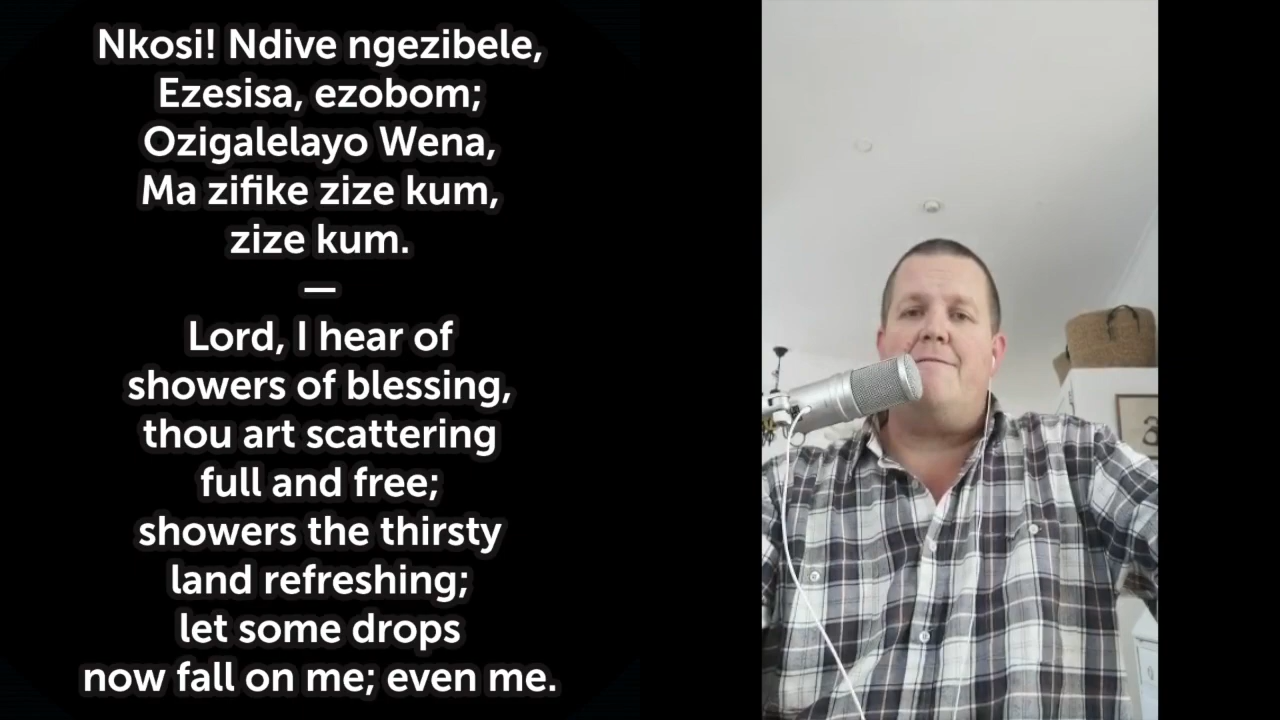 Nkosi! Ndive ngezibele,
Ezesisa, ezobom;
Ozigalelayo Wena,
Ma zifike zize kum,
zize kum.
—
Lord, I hear of
showers of blessing,
thou art scattering
full and free;
showers the thirsty
land refreshing;
let some drops
now fall on me; even me.